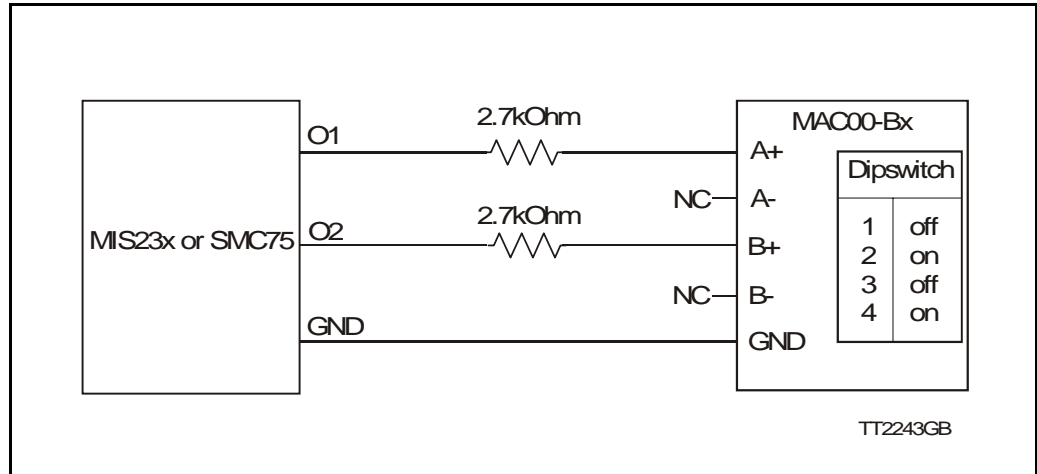 2.7kOhm
MAC00-Bx
O1
A+
Dipswitch
NC
A-
2.7kOhm
1 off
MIS23x or SMC75
O2
B+
2 on
3 off
NC
B-
4 on
GND
GND
TT2243GB